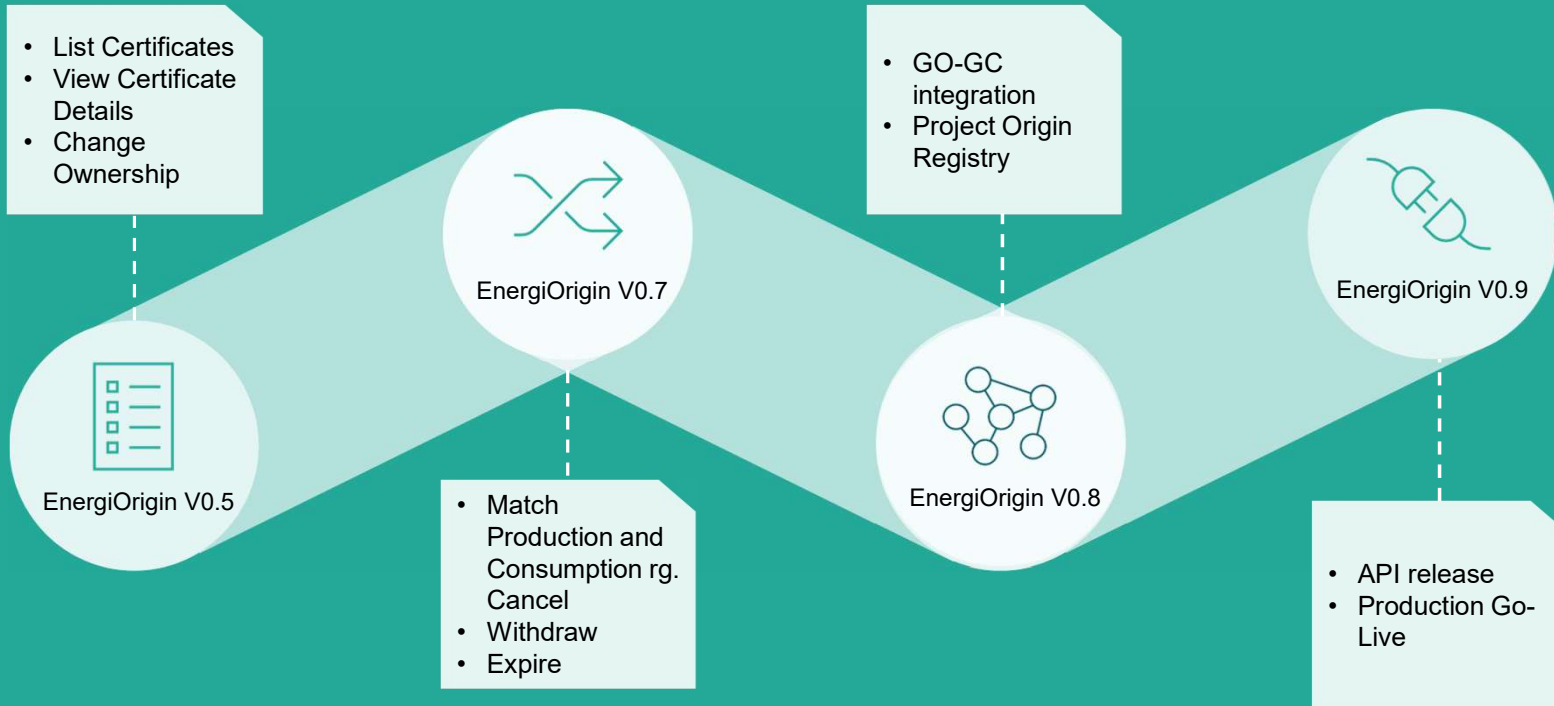 • List Certificates
• View Certificate
Details
• Change
Ownership
EnergiOrigin V0.5
EnergiOrigin V0.7
• Match
Production and
Consumption rg.
Cancel
• Withdraw
• Expire
• GO-GC
integration
• Project Origin
Registry
EnergiOrigin V0.8
EnergiOrigin V0.9
• API release
• Production Go-
Live